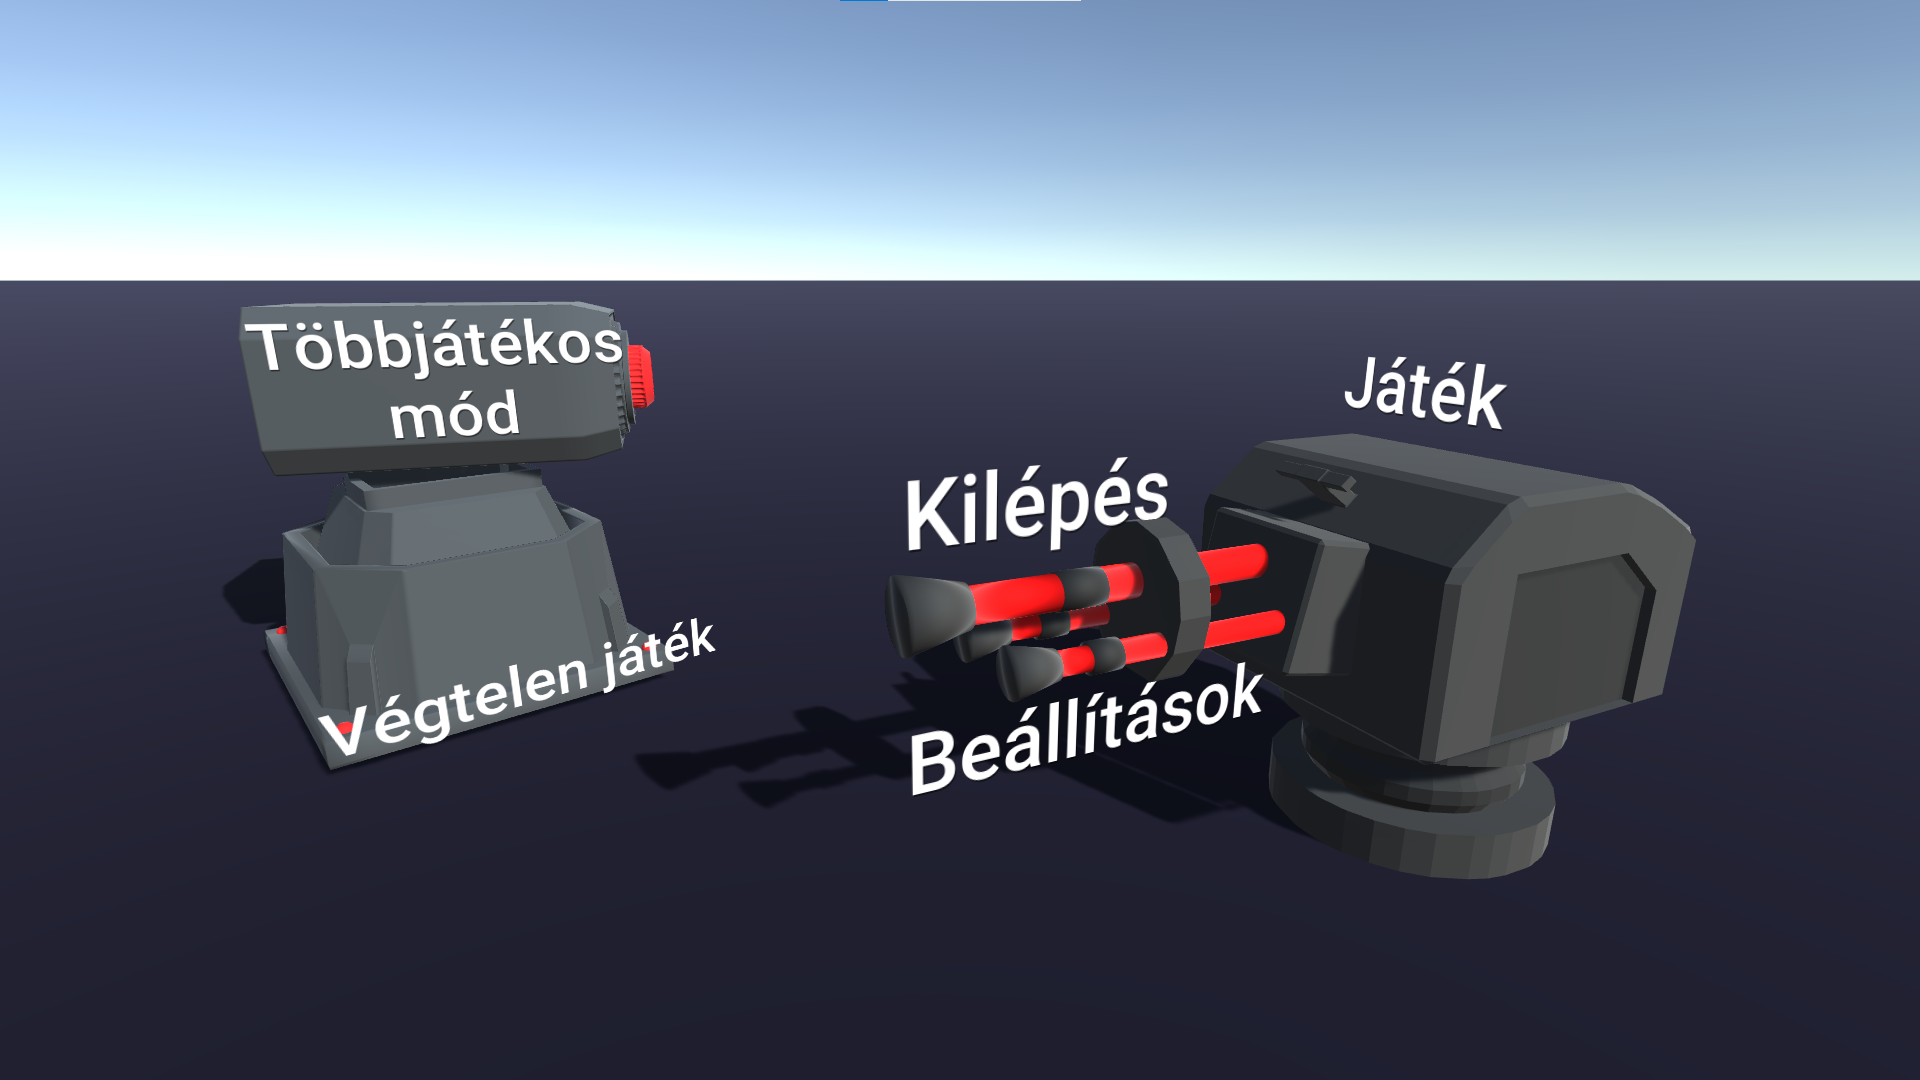 Többjátékos
mód
Végtelen játék
Játék
Kilépés
Beállítások